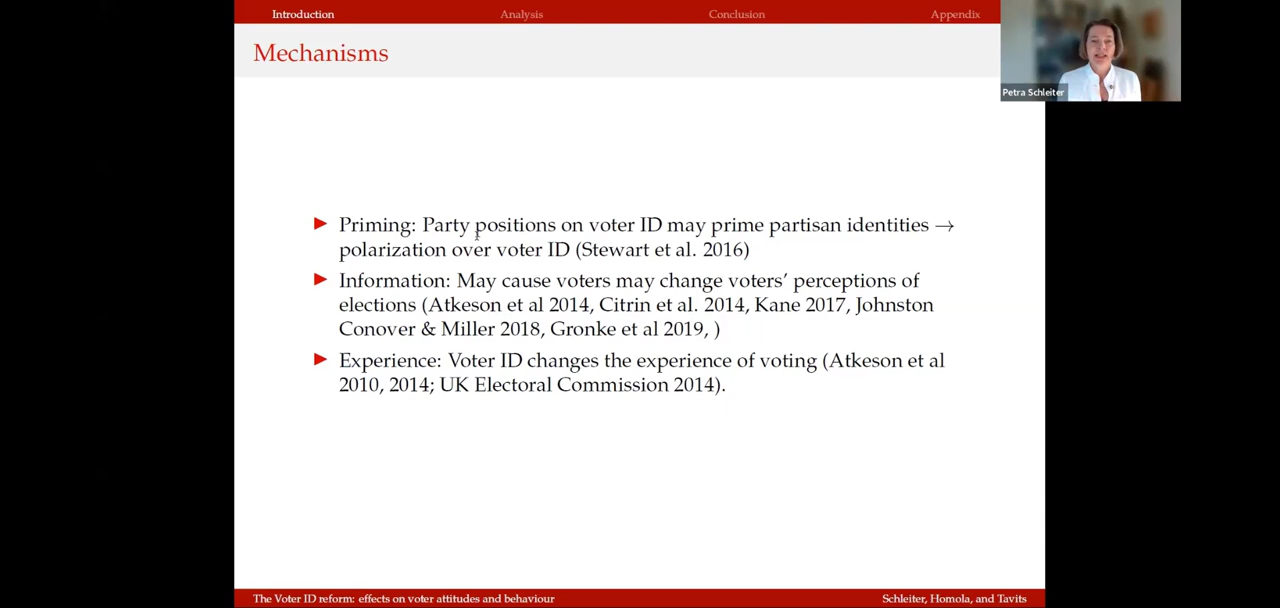 Introduction Analysis Conclusion Appendix
Mechanisms
Petra Schleiter
Priming: Party positions on voter ID may prime partisan identities →
polarization over voter ID (Stewart et al. 2016)
Information: May cause voters may change voters' perceptions of
elections (Atkeson et al 2014, Citrin et al. 2014, Kane 2017, Johnston
Conover & Miller 2018, Gronke et al 2019, )
Experience: Voter ID changes the experience of voting (Atkeson et al
2010, 2014; UK Electoral Commission 2014).
The Voter ID reform: effects on voter attitudes and behaviour Schleiter, Homola, and Tavits